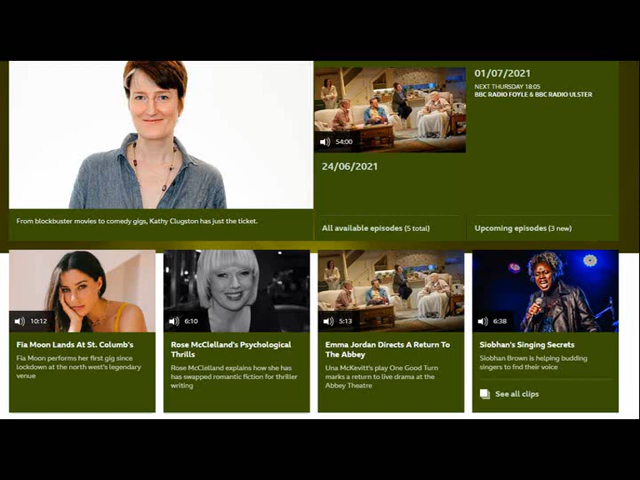 From blockbuster movies to comedy gigs, Kathy Clugston has just the ticket.
54:00
24/06/2021
All available episodes (5 total)
01/07/2021
NEXT THURSDAY 18:05
BBC RADIO FOYLE & BBC RADIO ULSTER
Upcoming episodes (3 new)
10:12
Fia Moon Lands At St. Columb's
Fia Moon performs her first gig since
lockdown at the north west's legendary
venue
6:10
Rose McClelland's Psychological
Thrills
Rose McClelland explains how she has
has swapped romantic fiction for thriller
writing
5:13
Emma Jordan Directs A Return To
The Abbey
Una McKevitt's play One Good Turn
marks a return to live drama at the
Abbey Theatre
6:38
Siobhan's Singing Secrets
Siobhan Brown is helping budding
singers to fnd their voice
See all clips